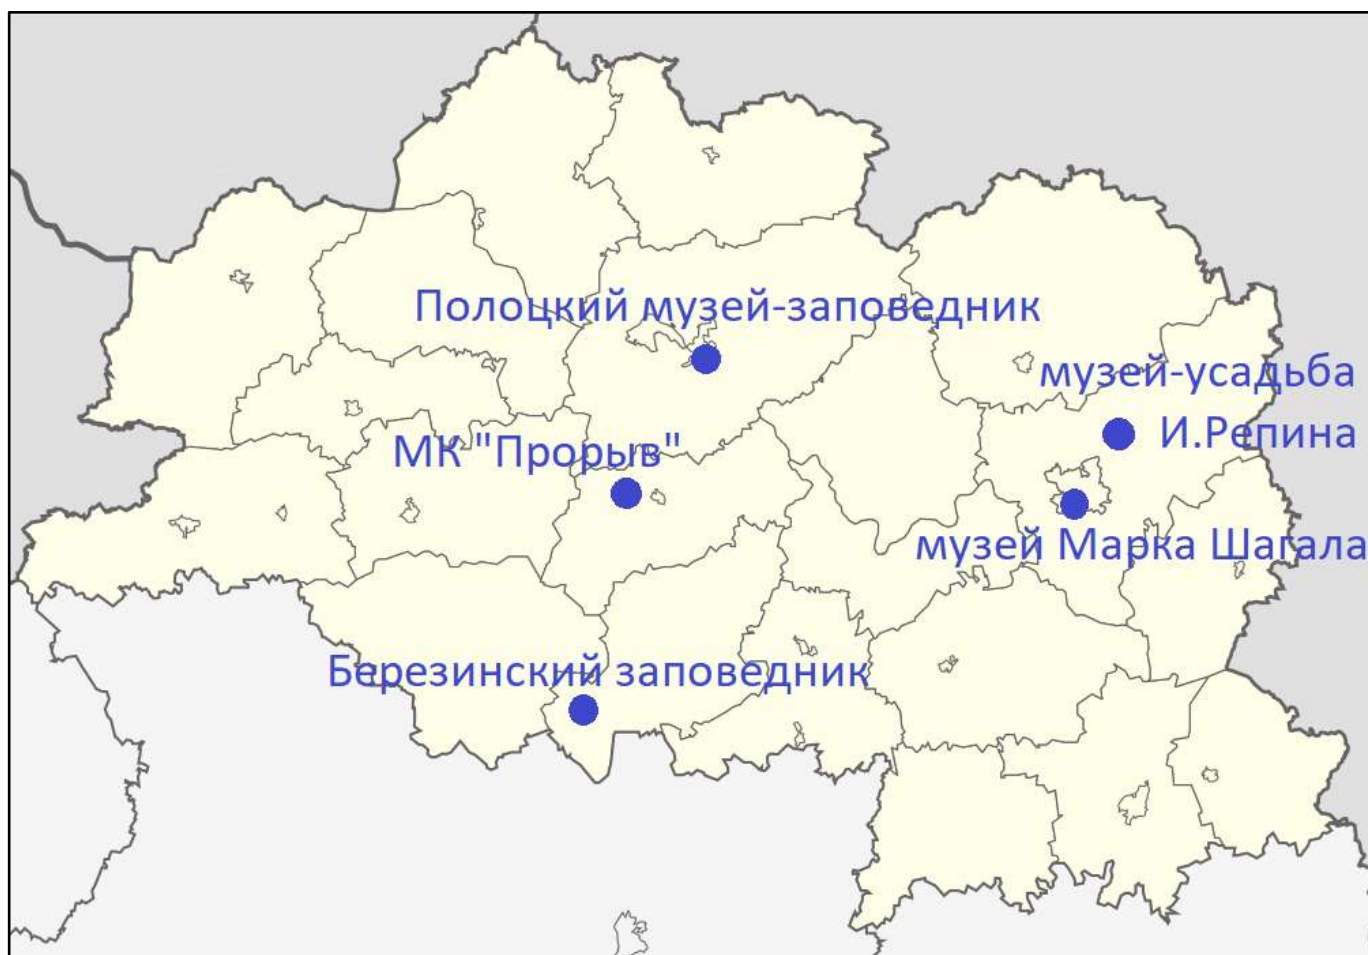 Полоцкий музей-заповедник
музей-усадьба
И.Репина
МК "Прорыв"
музей Марка Шагала
Березинский заповедник